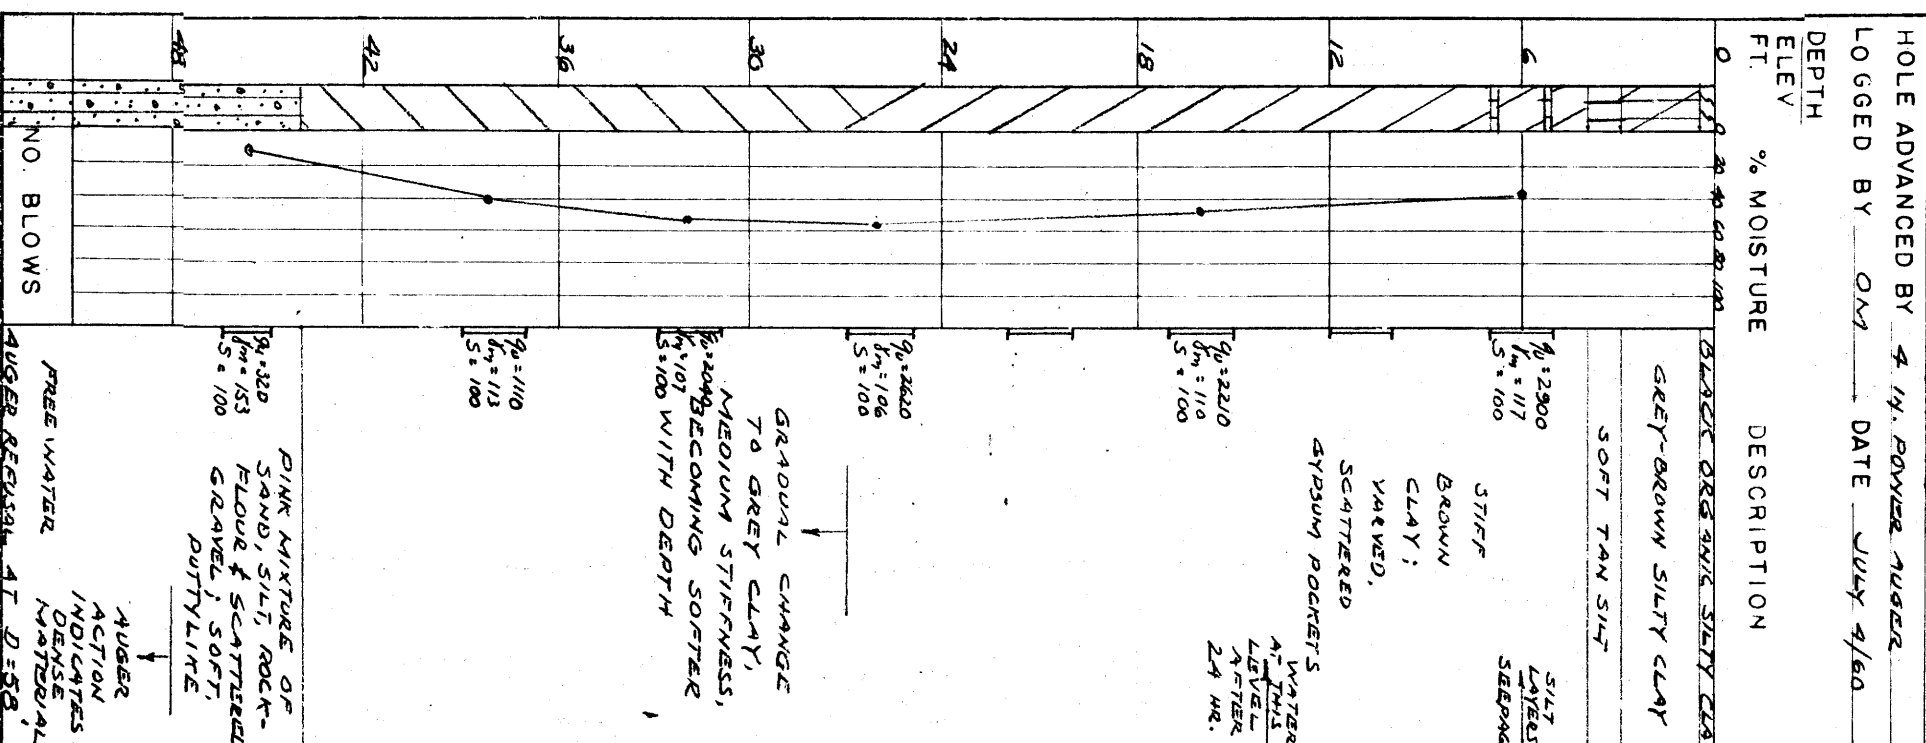 HOLE ADVANCED BY 4 IN. POWER AUGER
LOGGED BY OM DATE JULY 4/60
DEPTH
ELEV
FT.
% MOISTURE
DESCRIPTION
0 20 40 60 80 100
0
6
12
18
24
30
36
42
48
NO. BLOWS
BLACK ORGANIC SILTY CLA
GREY-BROWN SILTY CLAY
SOFT TAN SILT
SILT
LAYERS
SEEPAG
qu = 2900
γm = 117
S = 100
STIFF
BROWN
CLAY;
VARVED,
SCATTERED
GYPSUM POCKETS
WATER
AT THIS
LEVEL
AFTER
24 HR.
qu = 2210
γm = 110
S = 100
qu = 2620
γm = 106
S = 100
GRADUAL CHANGE
TO GREY CLAY,
MEDIUM STIFFNESS,
BECOMING SOFTER
WITH DEPTH
qu = 2040
γm = 107
S = 100
qu = 1110
γm = 113
S = 100
qu = 320
γm = 153
S = 100
PINK MIXTURE OF
SAND, SILT, ROCK-
FLOUR & SCATTERED
GRAVEL; SOFT,
PUTTYLIKE
AUGER
ACTION
INDICATES
DENSE
MATERIAL
FREE WATER
AUGER REFUSAL AT D=58'